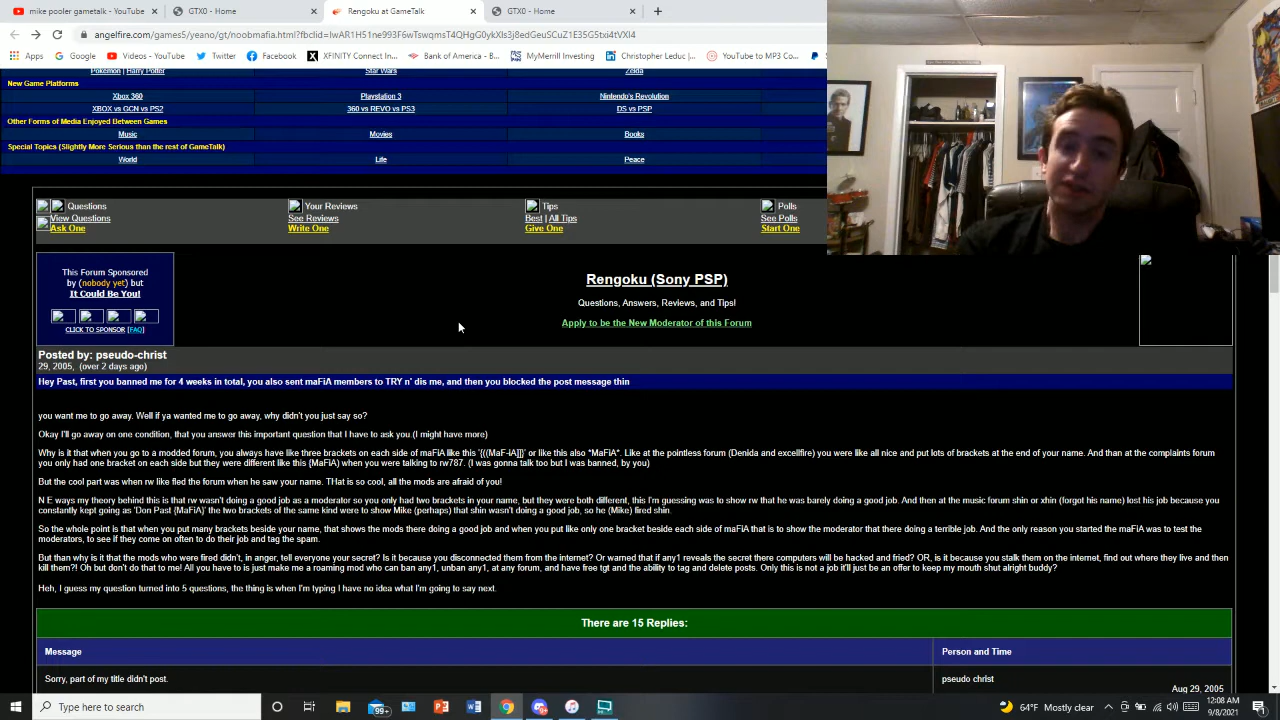 mike pooler gametalk - YouTube
GTX0 - Home
Rengoku at GameTalk
GTX0 - Home
angelfire.com/games5/yeano/gt/noobmafia.html?fbclid=IwAR1H51ne993F6wTswqmsT4QHgG0ykXIs3j8edGeuSCUZ1E35G5txi4tVXI4
Apps
Gmail
Videos - YouTube
Twitter
Facebook
XFINITY Connect In...
Bank of America - B...
MyNewmarket
Christopher Leduc |...
YouTube to MP3 Co...
Pokemon | Harry Potter
Star Wars
Zelda
New Game Platforms
Xbox 360
Playstation 3
Nintendo's Revolution
XBOX vs GCN vs PS2
360 vs REVO vs PS3
DS vs PSP
Other Forms of Media Enjoyed Between Games
Music
Movies
Books
Special Topics (Slightly More Serious than the rest of GameTalk)
World
Life
Peace
Questions
Your Reviews
Tips
Polls
View Questions
See Reviews
Best | All Tips
See Polls
Ask One
Write One
Give One
Start One
This Forum Sponsored
by (nobody yet) but
It Could Be You!
CLICK TO SPONSOR [FAQ]
Rengoku (Sony PSP)
Questions, Answers, Reviews, and Tips!
Apply to be the New Moderator of this Forum
Posted by: pseudo-christ
29, 2005, (over 2 days ago)
Hey Past, first you banned me for 4 weeks in total, you also sent maFiA members to TRY n' dis me, and then you blocked the post message thin
you want me to go away. Well if ya wanted me to go away, why didn't you just say so?
Okay I'll go away on one condition, that you answer this important question that I have to ask you.(I might have more)
Why is it that when you go to a modded forum, you always have like three brackets on each side of maFiA like this '{[(MaF-IA]}' or like this also *MaFiA*. Like at the pointless forum (Denida and excellfire) you were like all nice and put lots of brackets at the end of your name. And than at the complaints forum
you only had one bracket on each side but they were different like this {MaFiA) when you were talking to rw787. (I was gonna talk too but I was banned, by you)
But the cool part was when rw like fled the forum when he saw your name. THat is so cool, all the mods are afraid of you!
N E ways my theory behind this is that rw wasn't doing a good job as a moderator so you only had two brackets in your name, but they were both different, this I'm guessing was to show rw that he was barely doing a good job. And then at the music forum shin or xhin (forgot his name) lost his job because you
constantly kept going as 'Don Past {MaFiA}' the two brackets of the same kind were to show Mike (perhaps) that shin wasn't doing a good job, so he (Mike) fired shin.
So the whole point is that when you put many brackets beside your name, that shows the mods there doing a good job and when you put like only one bracket beside each side of maFiA that is to show the moderator that there doing a terrible job. And the only reason you started the maFiA was to test the
moderators, to see if they come on often to do their job and tag the spam.
But than why is it that the mods who were fired didn't, in anger, tell everyone your secret? Is it because you disconnected them from the internet? Or warned that if any1 reveals the secret there computers will be hacked and fried? OR, is it because you stalk them on the internet, find out where they live and then
kill them?! Oh but don't do that to me! All you have to is just make me a roaming mod who can ban any1, unban any1, at any forum, and have free tgt and the ability to tag and delete posts. Only this is not a job it'll just be an offer to keep my mouth shut alright buddy?
Heh, I guess my question turned into 5 questions, the thing is when I'm typing I have no idea what I'm going to say next.
There are 15 Replies:
Message
Person and Time
Sorry, part of my title didn't post.
pseudo christ
Aug 29, 2005
Type here to search
99+
64°F Mostly clear
12:08 AM
9/8/2021